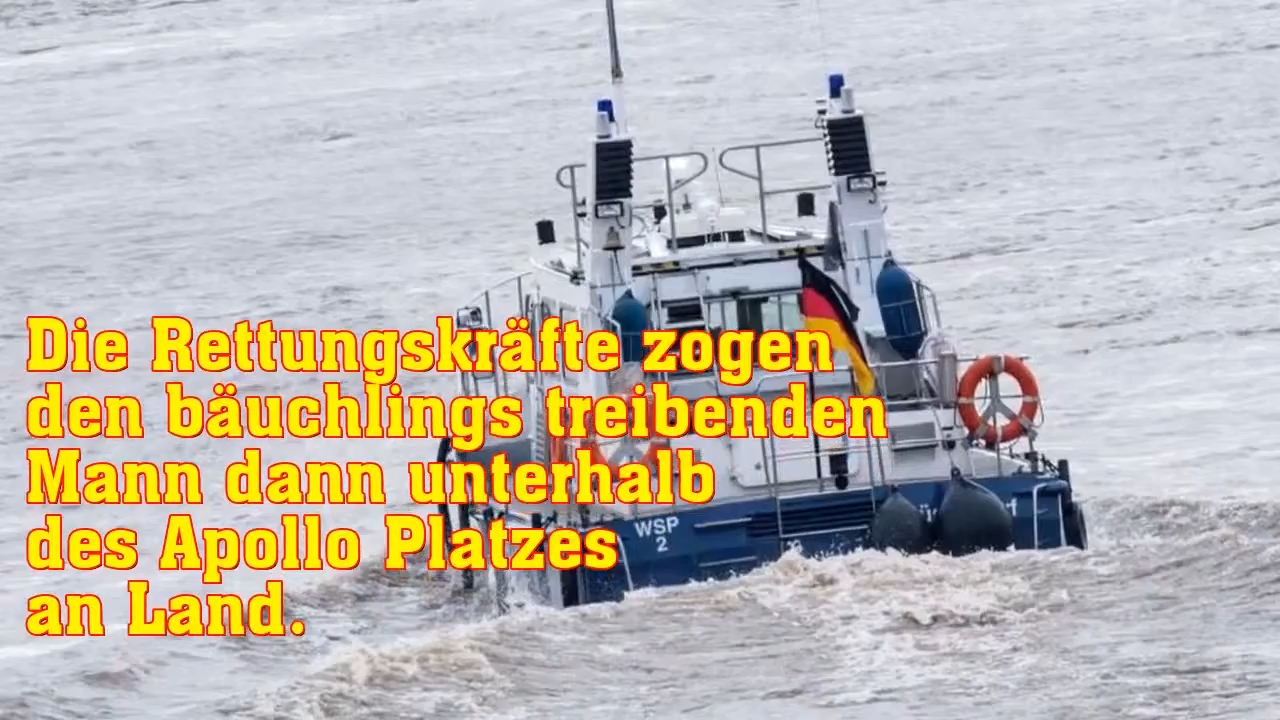 Die Rettungskräfte zogen
den bäuchlings treibenden
Mann dann unterhalb
des Apollo Platzes
an Land.
WSP
2